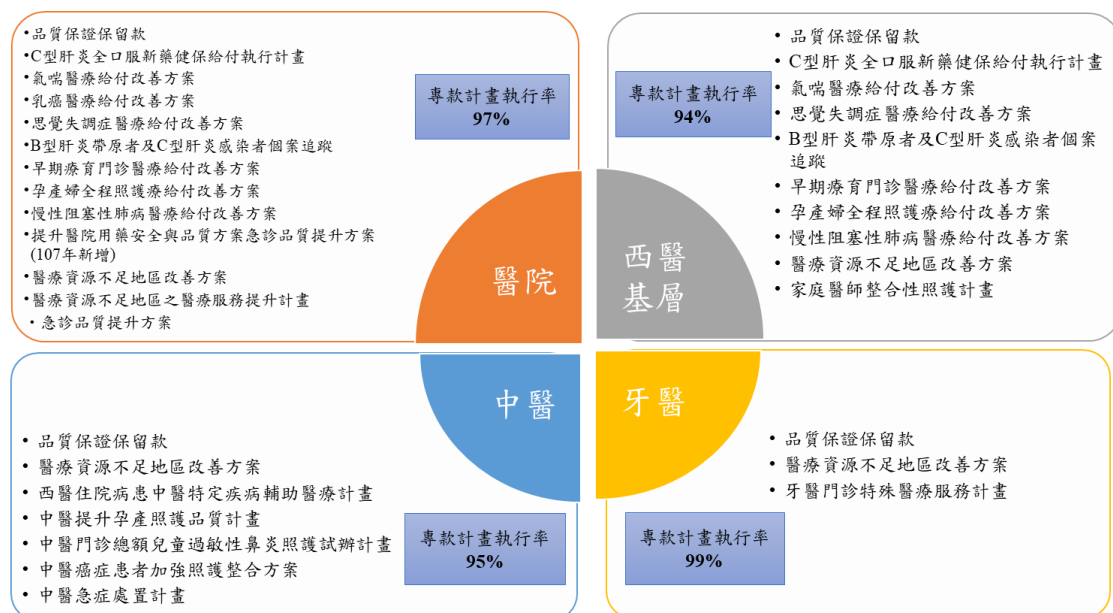 • 品質保證保留款
• C型肝炎全口服新藥健保給付執行計畫
• 氣喘醫療給付改善方案
• 乳癌醫療給付改善方案
• 思覺失調症醫療給付改善方案
• B型肝炎帶原者及C型肝炎感染者個案追蹤
• 早期療育門診醫療給付改善方案
• 孕產婦全程照護療給付改善方案
• 慢性阻塞性肺病醫療給付改善方案
• 提升醫院用藥安全與品質方案急診品質提升方案
(107年新增)
• 醫療資源不足地區改善方案
• 醫療資源不足地區之醫療服務提升計畫
• 急診品質提升方案
專款計畫執行率
97%
醫院
• 品質保證保留款
• C型肝炎全口服新藥健保給付執行計畫
• 氣喘醫療給付改善方案
• 思覺失調症醫療給付改善方案
• B型肝炎帶原者及C型肝炎感染者個案
追蹤
• 早期療育門診醫療給付改善方案
• 孕產婦全程照護療給付改善方案
• 慢性阻塞性肺病醫療給付改善方案
• 醫療資源不足地區改善方案
• 家庭醫師整合性照護計畫
專款計畫執行率
94%
西醫
基層
中醫
• 品質保證保留款
• 醫療資源不足地區改善方案
• 西醫住院病患中醫特定疾病輔助醫療計畫
• 中醫提升孕產照護品質計畫
• 中醫門診總額兒童過敏性鼻炎照護試辦計畫
• 中醫癌症患者加強照護整合方案
• 中醫急症處置計畫
專款計畫執行率
95%
牙醫
• 品質保證保留款
• 醫療資源不足地區改善方案
• 牙醫門診特殊醫療服務計畫
專款計畫執行率
99%